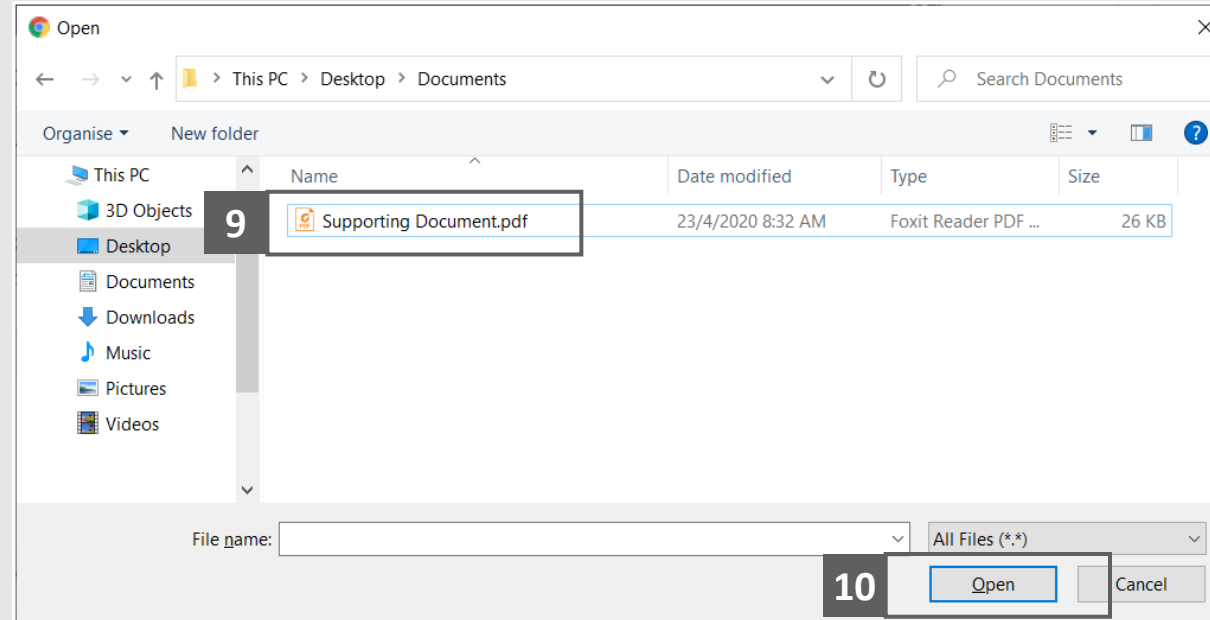 Open
This PC > Desktop > Documents
Search Documents
Organise
New folder
?
This PC
Name
Date modified
Type
Size
3D Objects
9
Supporting Document.pdf
23/4/2020 8:32 AM
Foxit Reader PDF ...
26 KB
Desktop
Documents
Downloads
Music
Pictures
Videos
File name:
All Files (*.*)
10
Open
Cancel